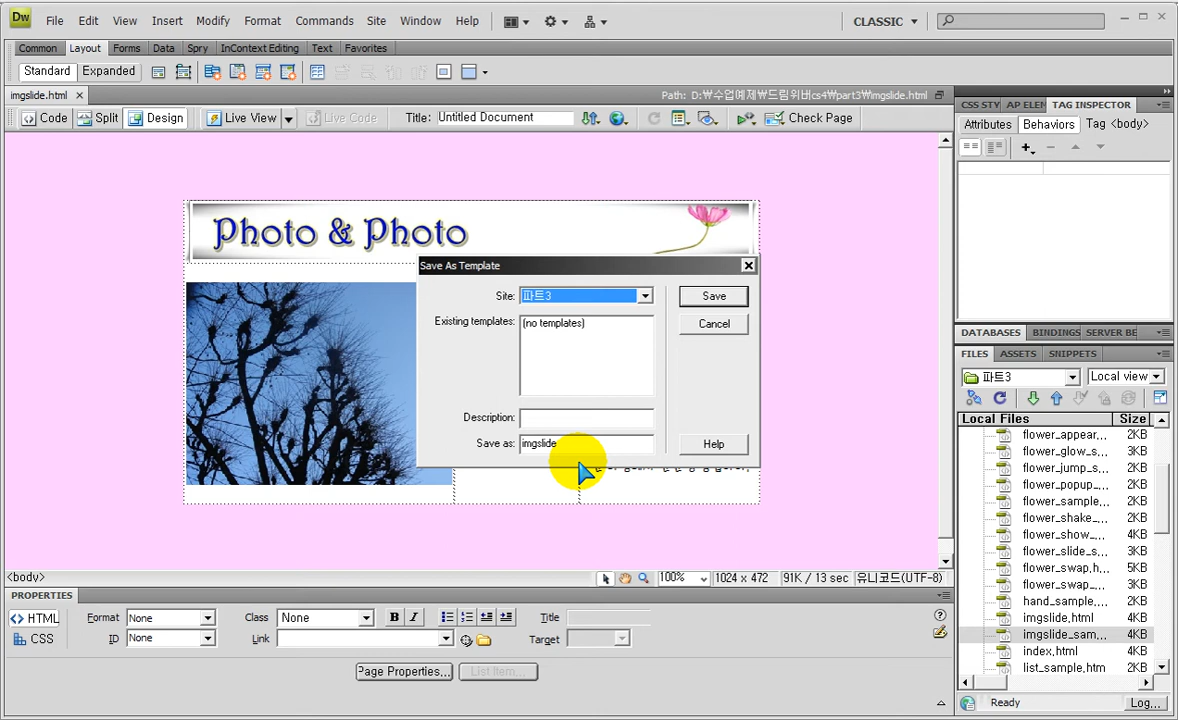 Dw File Edit View Insert Modify Format Commands Site Window Help CLASSIC
Common Layout Forms Data Spry InContext Editing Text Favorites
Standard Expanded
imgslide.html Path: D:₩수업예제₩드림위버cs4₩part3₩imgslide.html
Code Split Design Live View Live Code Title: Untitled Document Check Page
Photo & Photo
Save As Template
Site: 파트3 Save
Existing templates: (no templates) Cancel
Description:
Save as: imgslide Help
<body> 100% 1024 x 472 91K / 13 sec 유니코드(UTF-8)
PROPERTIES
HTML Format None Class None B I Title
CSS ID None Link Target
Page Properties... List Item...
CSS STY AP ELEN TAG INSPECTOR
Attributes Behaviors Tag <body>
DATABASES BINDINGS SERVER BE
FILES ASSETS SNIPPETS
파트3 Local view
Local Files Size
flower_appear... 2KB
flower_glow_s... 3KB
flower_jump_s... 2KB
flower_popup_... 2KB
flower_sample... 2KB
flower_shake_... 2KB
flower_show_... 4KB
flower_slide_s... 3KB
flower_swap.h... 5KB
flower_swap_... 2KB
hand_sample... 2KB
imgslide.html 4KB
imgslide_sam... 4KB
index.html 4KB
list_sample.htm 2KB
Ready Log...